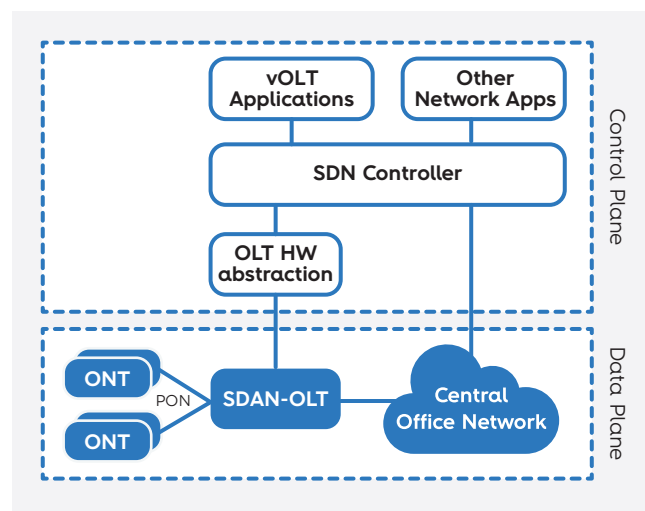 vOLT
Applications
Other
Network Apps
SDN Controller
OLT HW
abstraction
Control Plane
ONT
PON
ONT
SDAN-OLT
Central
Office Network
Data Plane